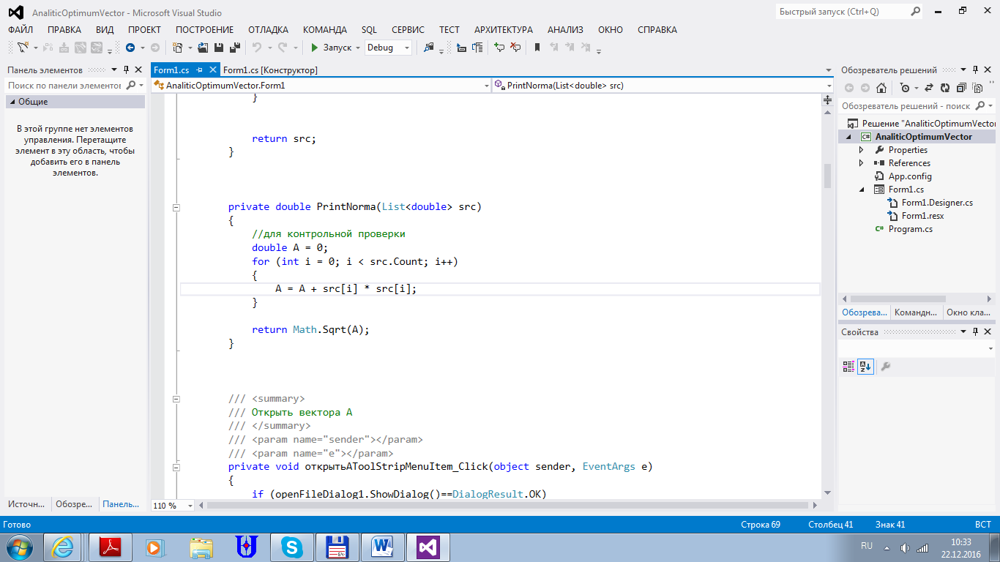 AnaliticOptimumVector - Microsoft Visual Studio
Быстрый запуск (Ctrl+Q)
ФАЙЛ ПРАВКА ВИД ПРОЕКТ ПОСТРОЕНИЕ ОТЛАДКА КОМАНДА SQL СЕРВИС ТЕСТ АРХИТЕКТУРА АНАЛИЗ ОКНО СПРАВКА
Запуск Debug
Панель элементов
Поиск по панели элементов
Общие
В этой группе нет элементов
управления. Перетащите
элемент в эту область, чтобы
добавить его в панель
элементов.
Источн... Обозре... Панель...
Form1.cs Form1.cs [Конструктор]
AnaliticOptimumVector.Form1 PrintNorma(List<double> src)
}
return src;
}
private double PrintNorma(List<double> src)
{
//для контрольной проверки
double A = 0;
for (int i = 0; i < src.Count; i++)
{
A = A + src[i] * src[i];
}
return Math.Sqrt(A);
}
/// <summary>
/// Открыть вектора А
/// </summary>
/// <param name="sender"></param>
/// <param name="e"></param>
private void открытьAToolStripMenuItem_Click(object sender, EventArgs e)
{
if (openFileDialog1.ShowDialog()==DialogResult.OK)
110 %
Обозреватель решений
Обозреватель решений - поиск
Решение "AnaliticOptimumVector
C# AnaliticOptimumVector
Properties
References
App.config
Form1.cs
Form1.Designer.cs
Form1.resx
C# Program.cs
Обозрева... Командн... Окно кла...
Свойства
Готово Строка 69 Столбец 41 Знак 41 ВСТ
64
RU
10:33
22.12.2016